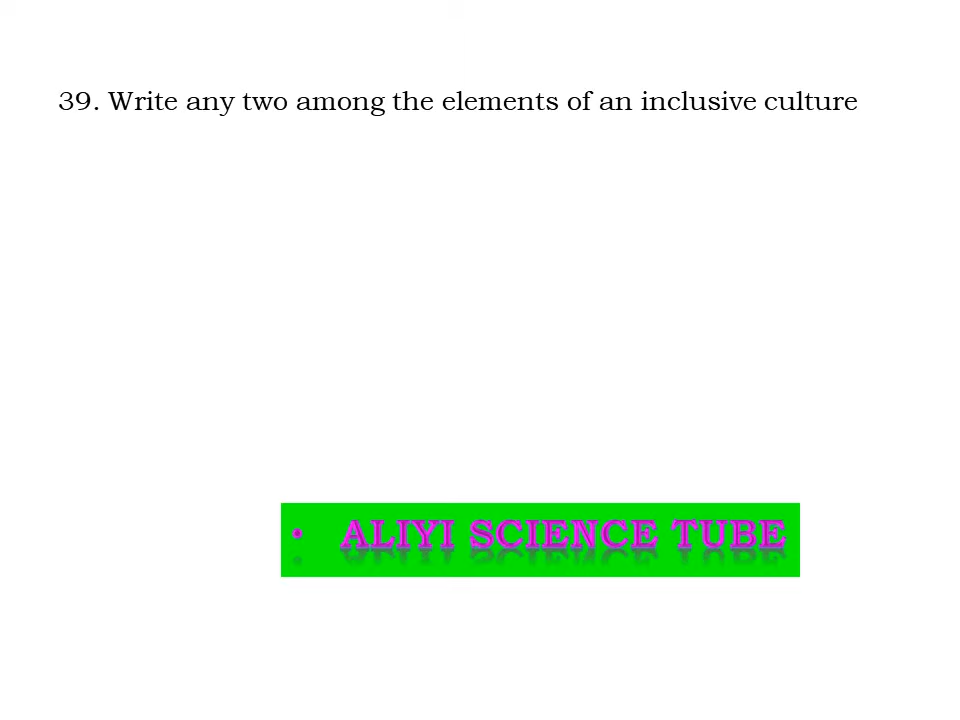 39. Write any two among the elements of an inclusive culture
• ALIYI SCIENCE TUBE